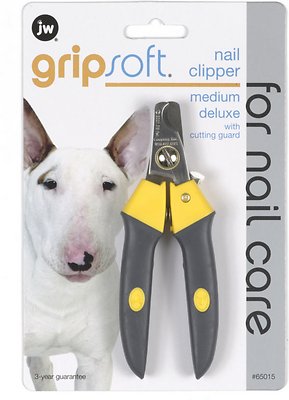 jw
gripsoft.
nail
clipper
medium
deluxe
with
cutting guard
for nail care
3-year guarantee
#65015